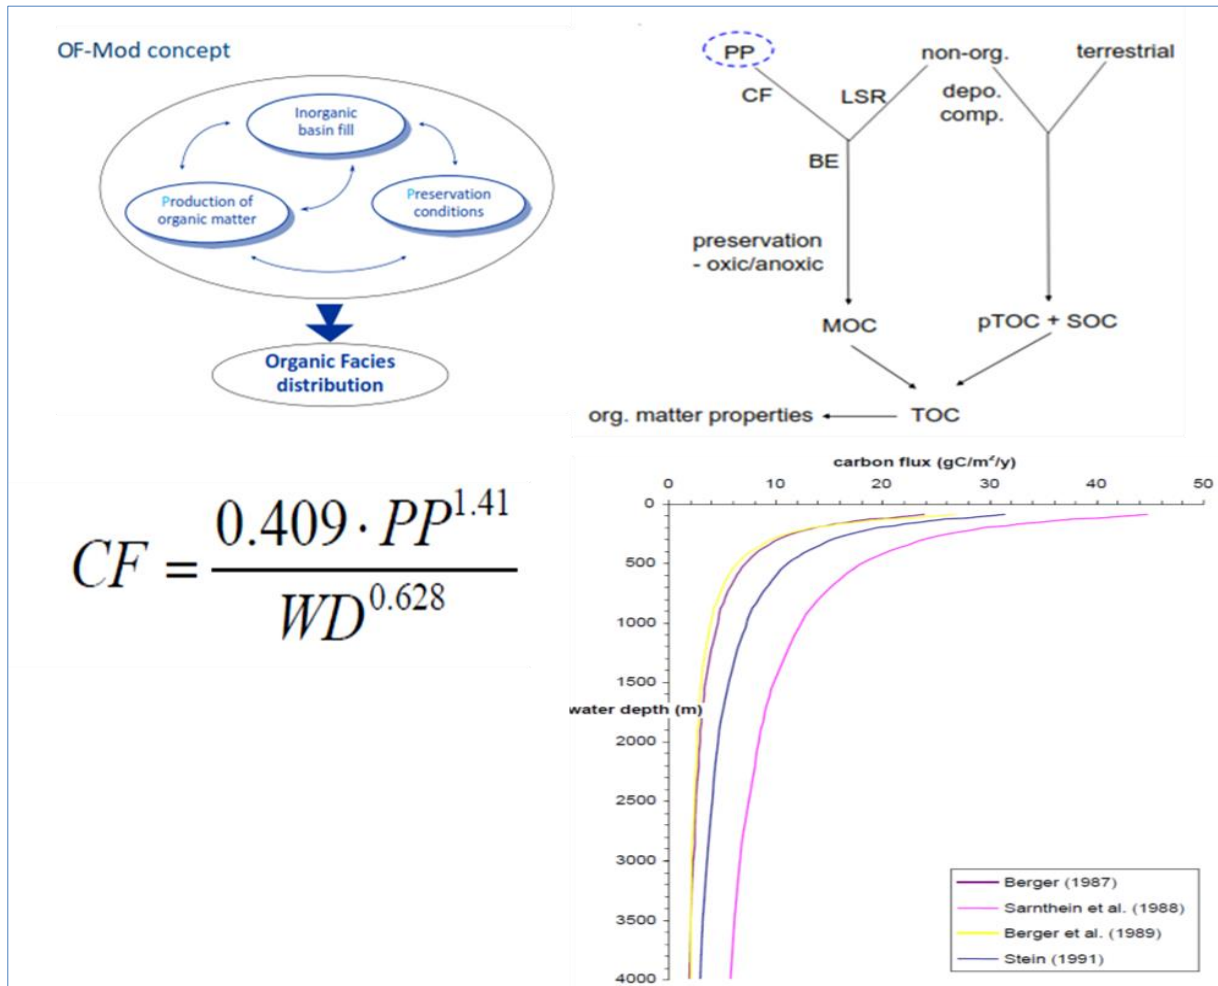 OF-Mod concept
Inorganic
basin fill
Production of
organic matter
Preservation
conditions
Organic Facies
distribution
PP
non-org.
terrestrial
CF
LSR
depo.
comp.
BE
preservation
- oxic/anoxic
MOC
pTOC + SOC
org. matter properties
TOC
CF = 0.409 · PP^1.41 / WD^0.628
carbon flux (gC/m²/y)
0 10 20 30 40 50
0
500
1000
1500
water depth (m)
2000
2500
3000
3500
4000
Berger (1987)
Sarnthein et al. (1988)
Berger et al. (1989)
Stein (1991)